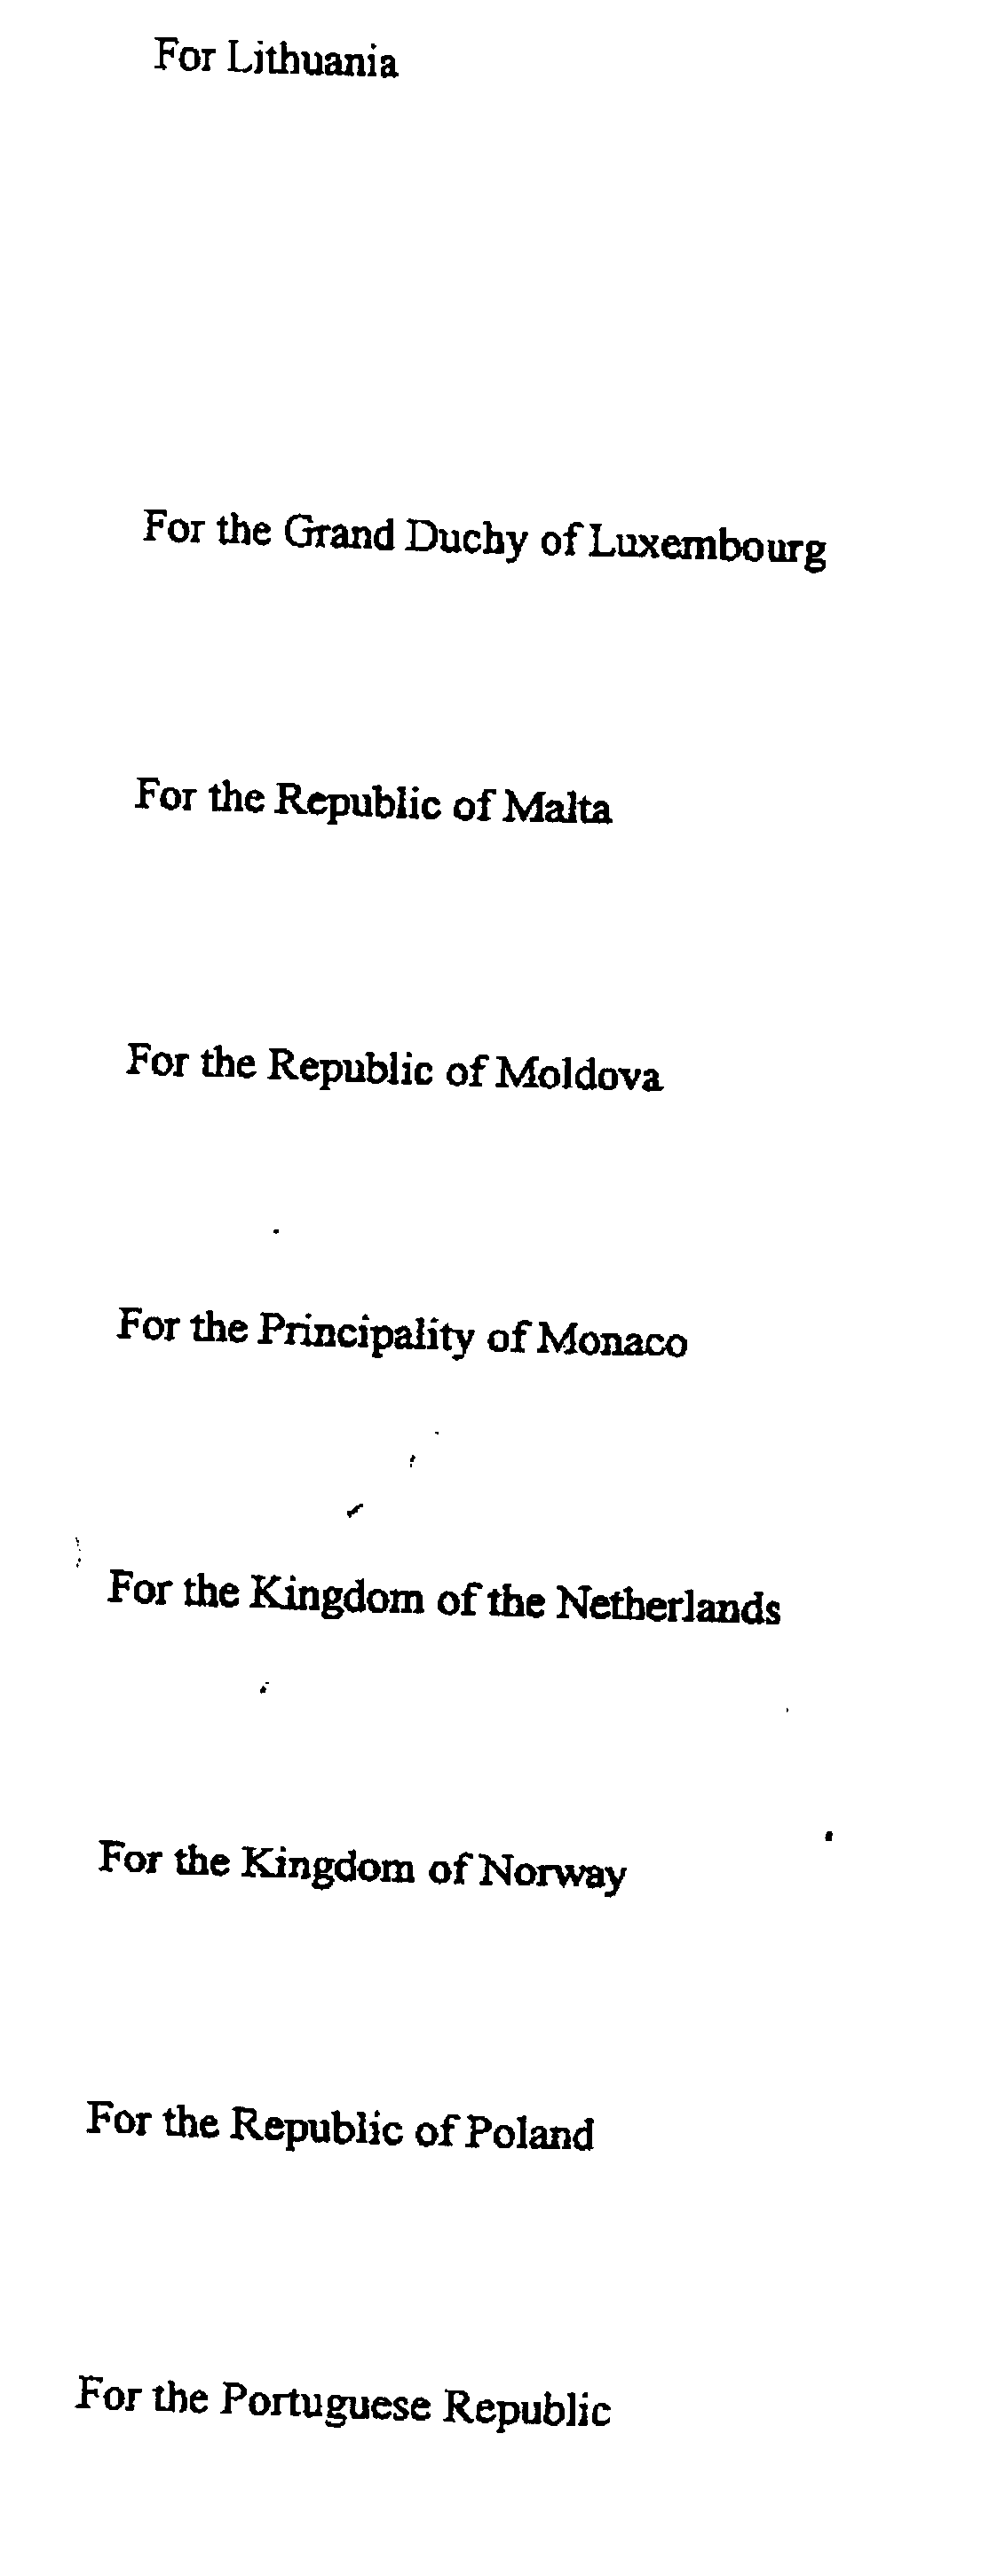 For Lithuania
For the Grand Duchy of Luxembourg
For the Republic of Malta
For the Republic of Moldova
For the Principality of Monaco
For the Kingdom of the Netherlands
For the Kingdom of Norway
For the Republic of Poland
For the Portuguese Republic